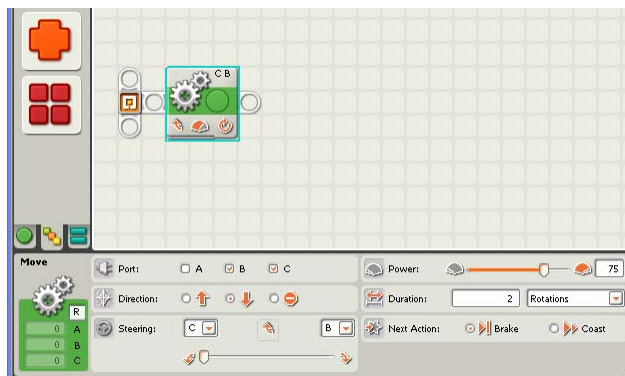 C B
Move
Port: A B C
Power: 75
R
Direction:
Duration: 2 Rotations
0 A
Steering: C B
Next Action: Brake Coast
0 B
0 C